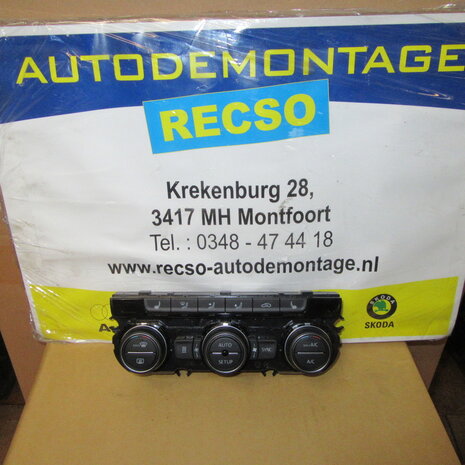 AUTODEMONTAGE
RECSO
Krekenburg 28,
3417 MH Montfoort
Tel. : 0348 - 47 44 18
www.recso-autodemontage.nl
SKODA
SKODA
AUTO
SETUP
SYNC
A/C
A/C